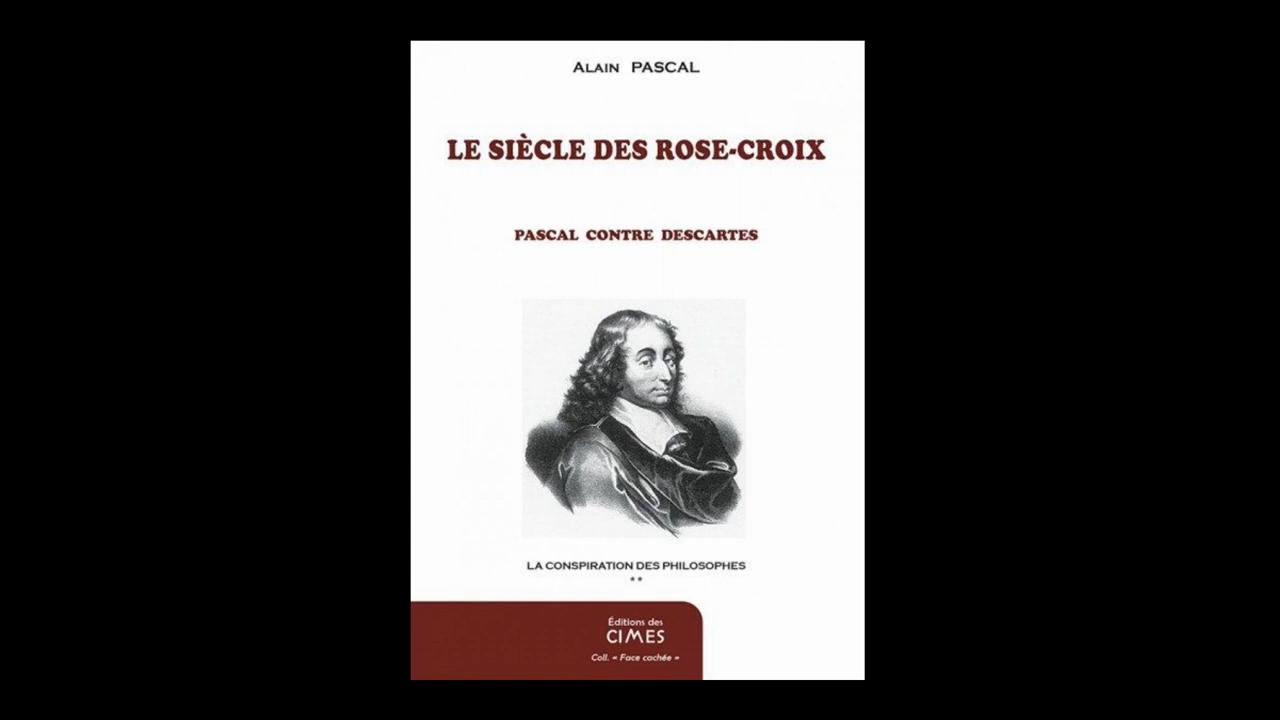 Alain PASCAL
LE SIÈCLE DES ROSE-CROIX
PASCAL CONTRE DESCARTES
LA CONSPIRATION DES PHILOSOPHES
**
Éditions des
CIMES
Coll. « Face cachée »